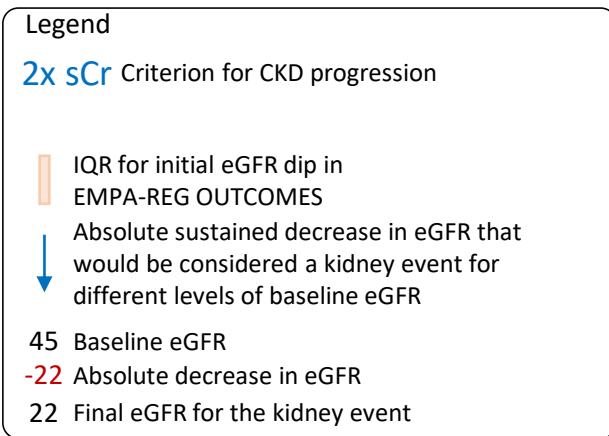 Legend
2x sCr Criterion for CKD progression
IQR for initial eGFR dip in
EMPA-REG OUTCOMES
Absolute sustained decrease in eGFR that
would be considered a kidney event for
different levels of baseline eGFR
45 Baseline eGFR
-22 Absolute decrease in eGFR
22 Final eGFR for the kidney event